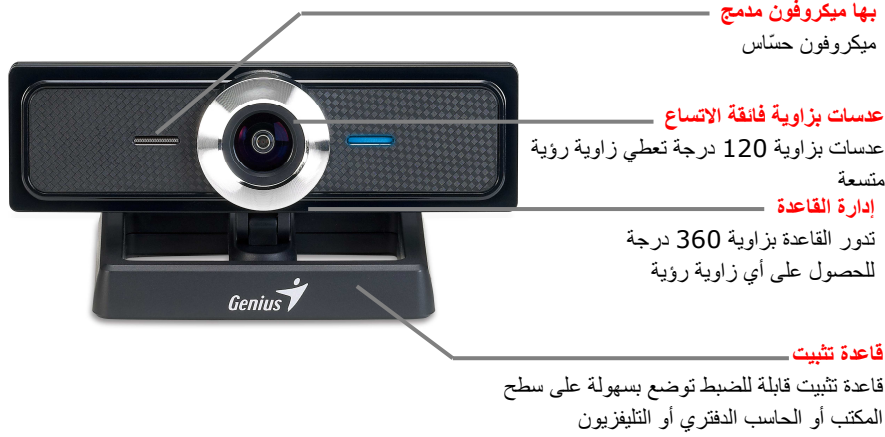 بها ميكروفون مدمج
ميكروفون حسّاس
عدسات بزاوية فائقة الاتساع
عدسات بزاوية 120 درجة تعطي زاوية رؤية
متسعة
إدارة القاعدة
تدور القاعدة بزاوية 360 درجة
للحصول على أي زاوية رؤية
Genius
قاعدة تثبيت
قاعدة تثبيت قابلة للضبط توضع بسهولة على سطح
المكتب أو الحاسب الدفتري أو التليفزيون